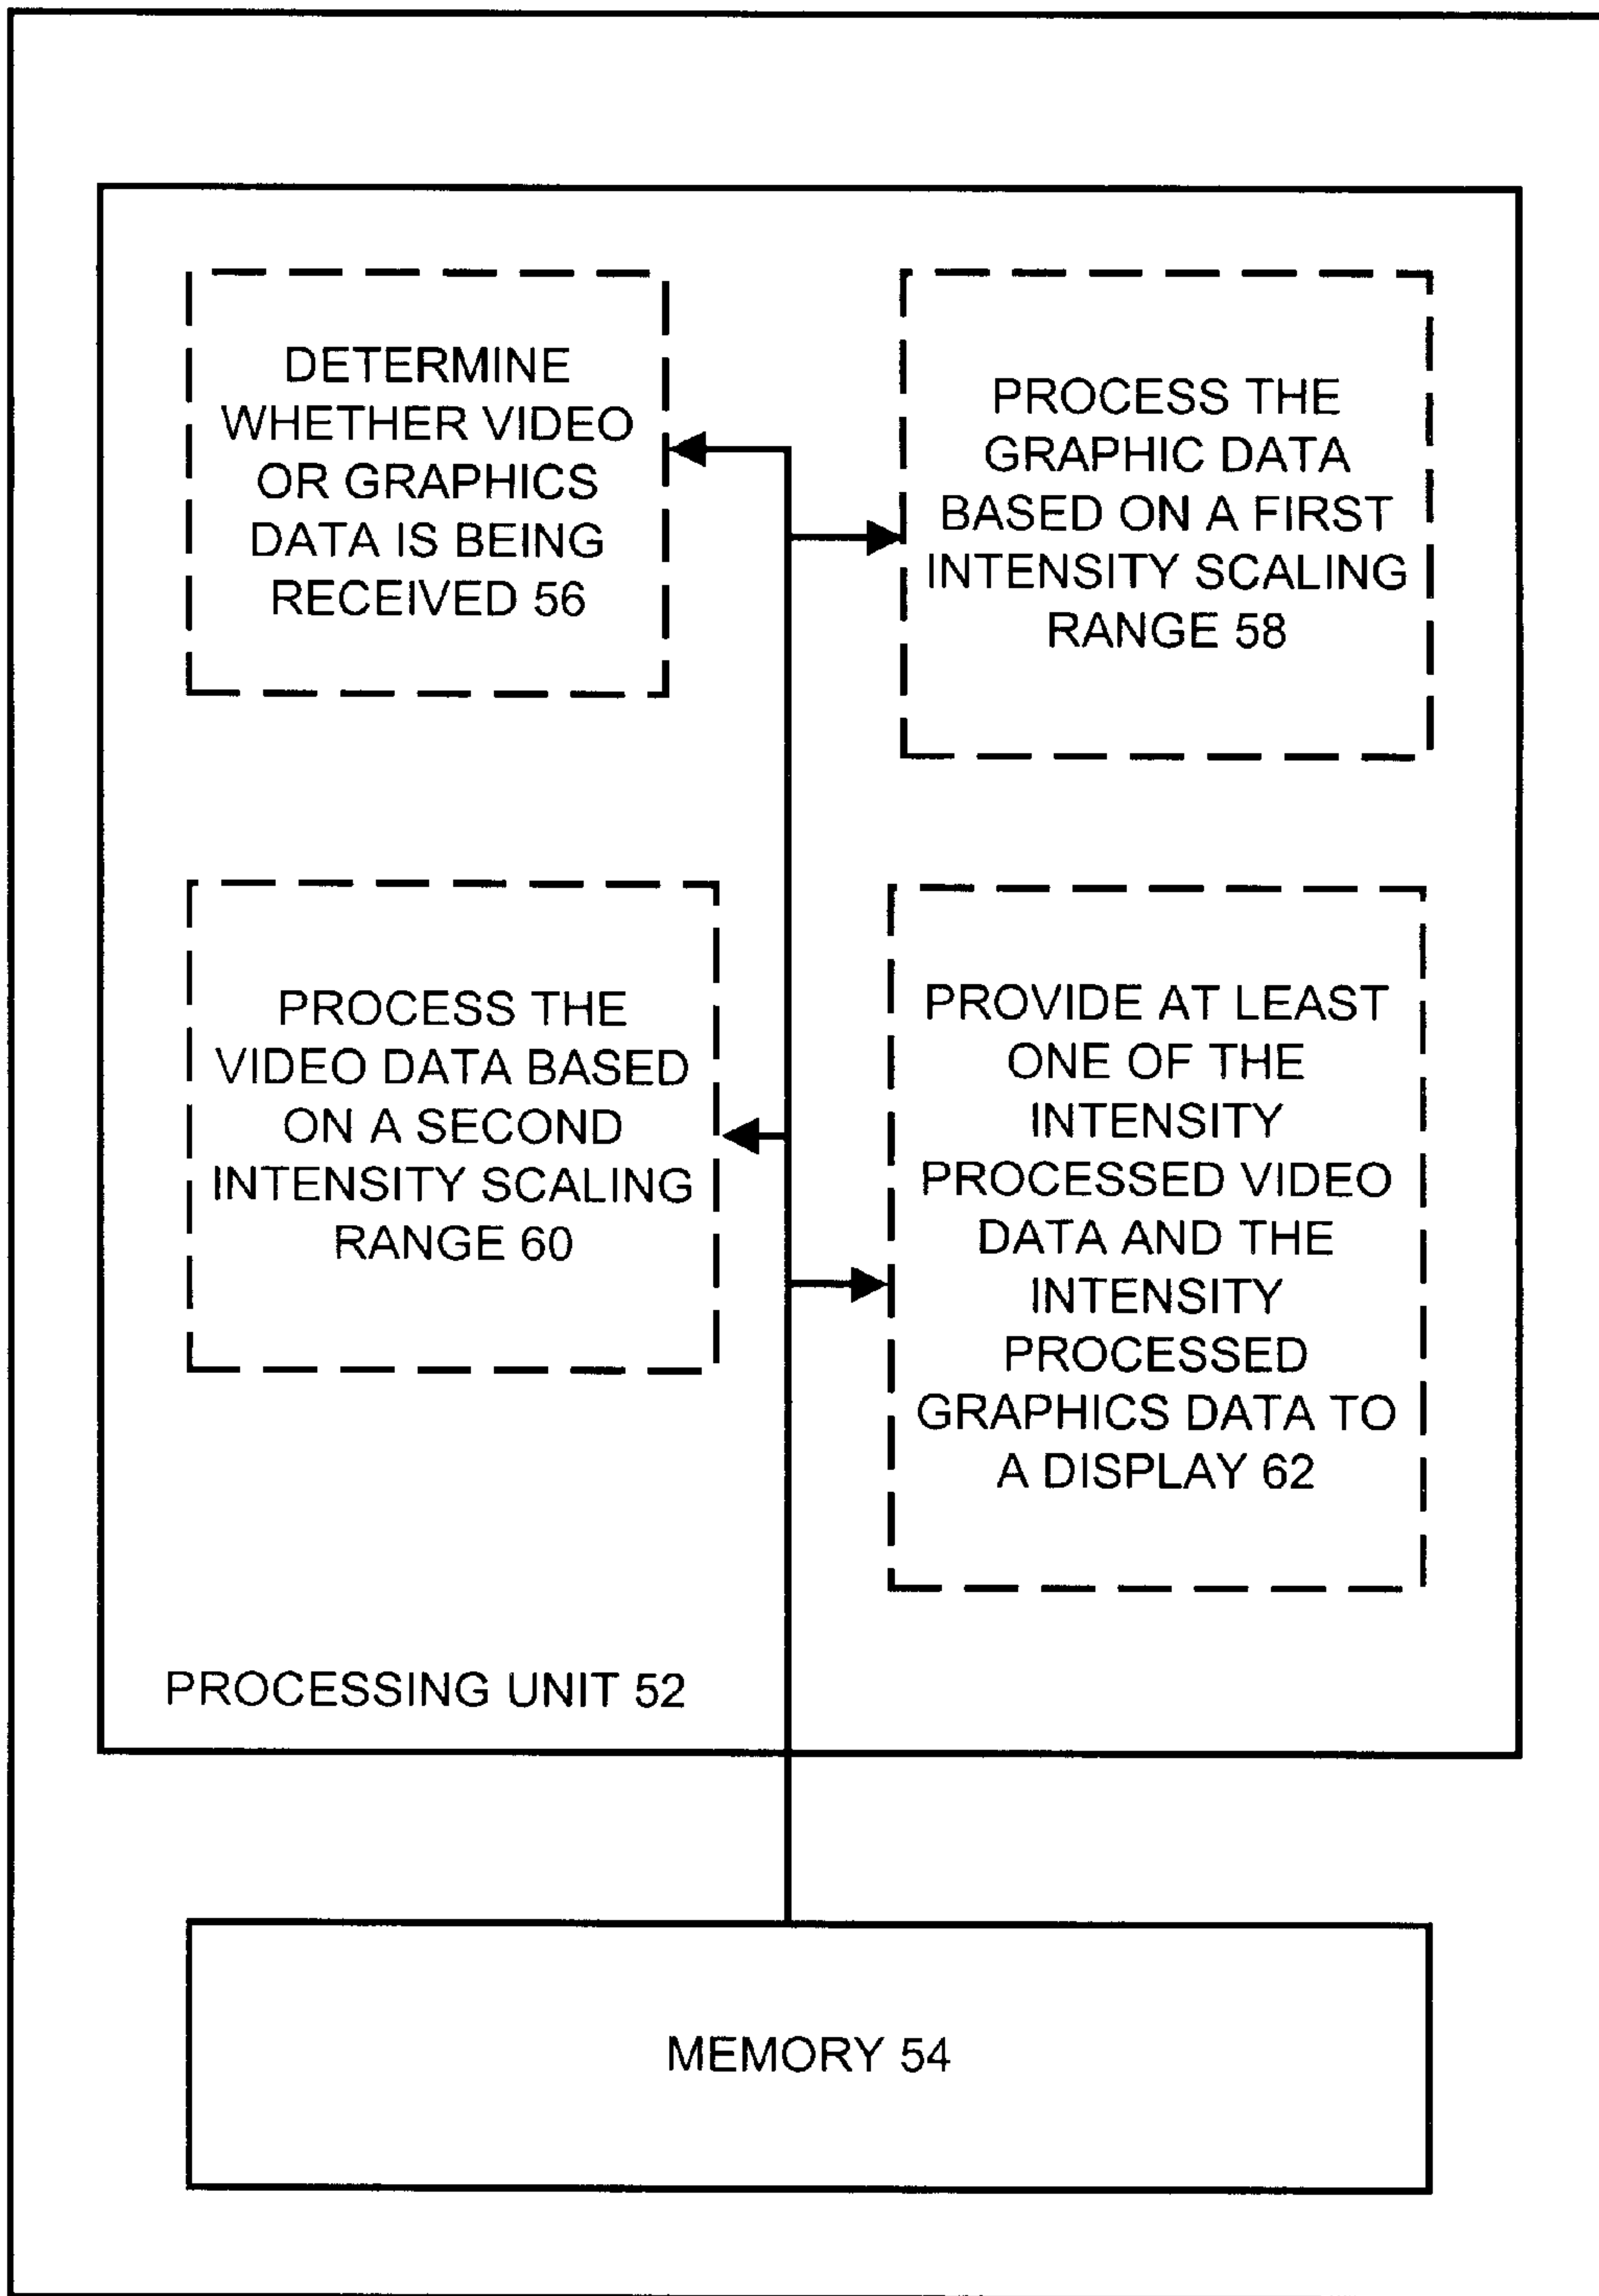 DETERMINE
WHETHER VIDEO
OR GRAPHICS
DATA IS BEING
RECEIVED 56
PROCESS THE
GRAPHIC DATA
BASED ON A FIRST
INTENSITY SCALING
RANGE 58
PROCESS THE
VIDEO DATA BASED
ON A SECOND
INTENSITY SCALING
RANGE 60
PROVIDE AT LEAST
ONE OF THE
INTENSITY
PROCESSED VIDEO
DATA AND THE
INTENSITY
PROCESSED
GRAPHICS DATA TO
A DISPLAY 62
PROCESSING UNIT 52
MEMORY 54